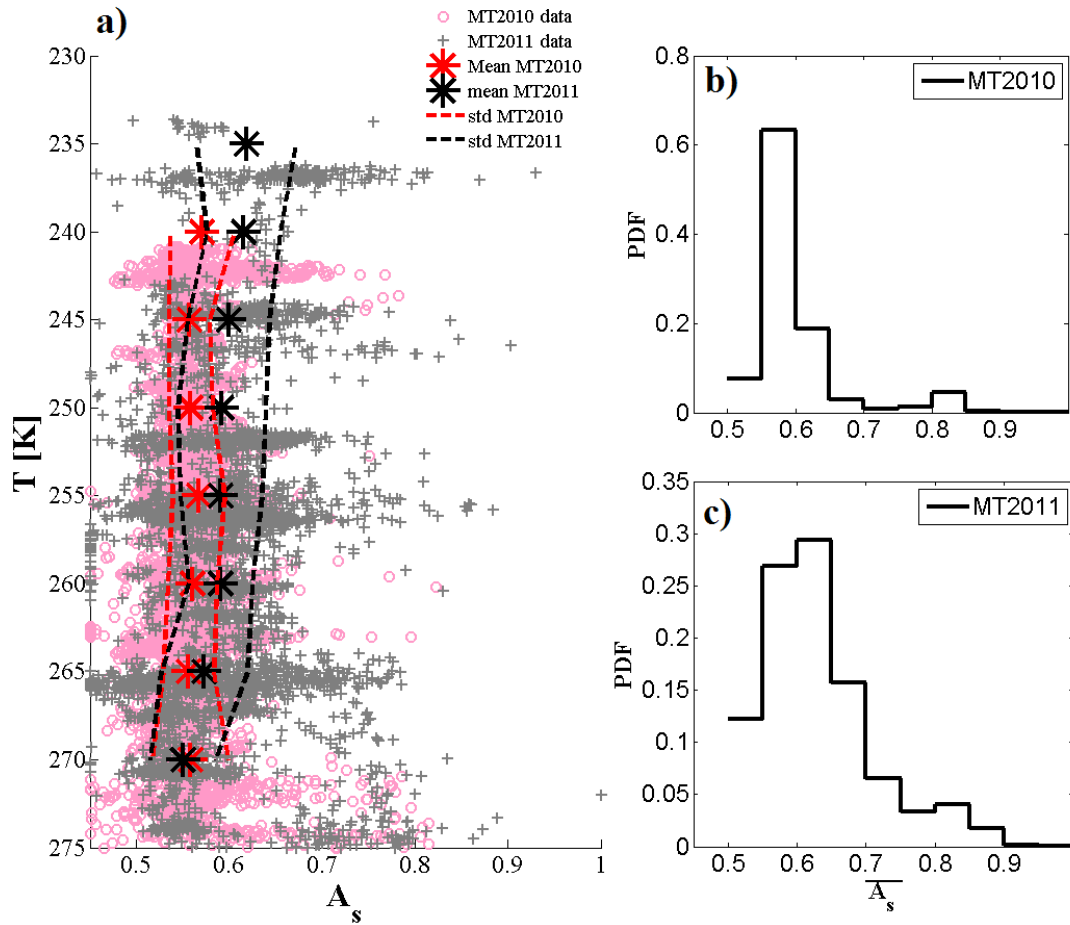 a)
MT2010 data
MT2011 data
Mean MT2010
mean MT2011
std MT2010
std MT2011
230
235
240
245
250
255
260
265
270
275
T [K]
0.5
0.6
0.7
0.8
0.9
1
A_s
b)
MT2010
0.8
0.6
0.4
0.2
0
PDF
0.5
0.6
0.7
0.8
0.9
c)
MT2011
0.35
0.3
0.25
0.2
0.15
0.1
0.05
0
PDF
0.5
0.6
0.7
0.8
0.9
A_s